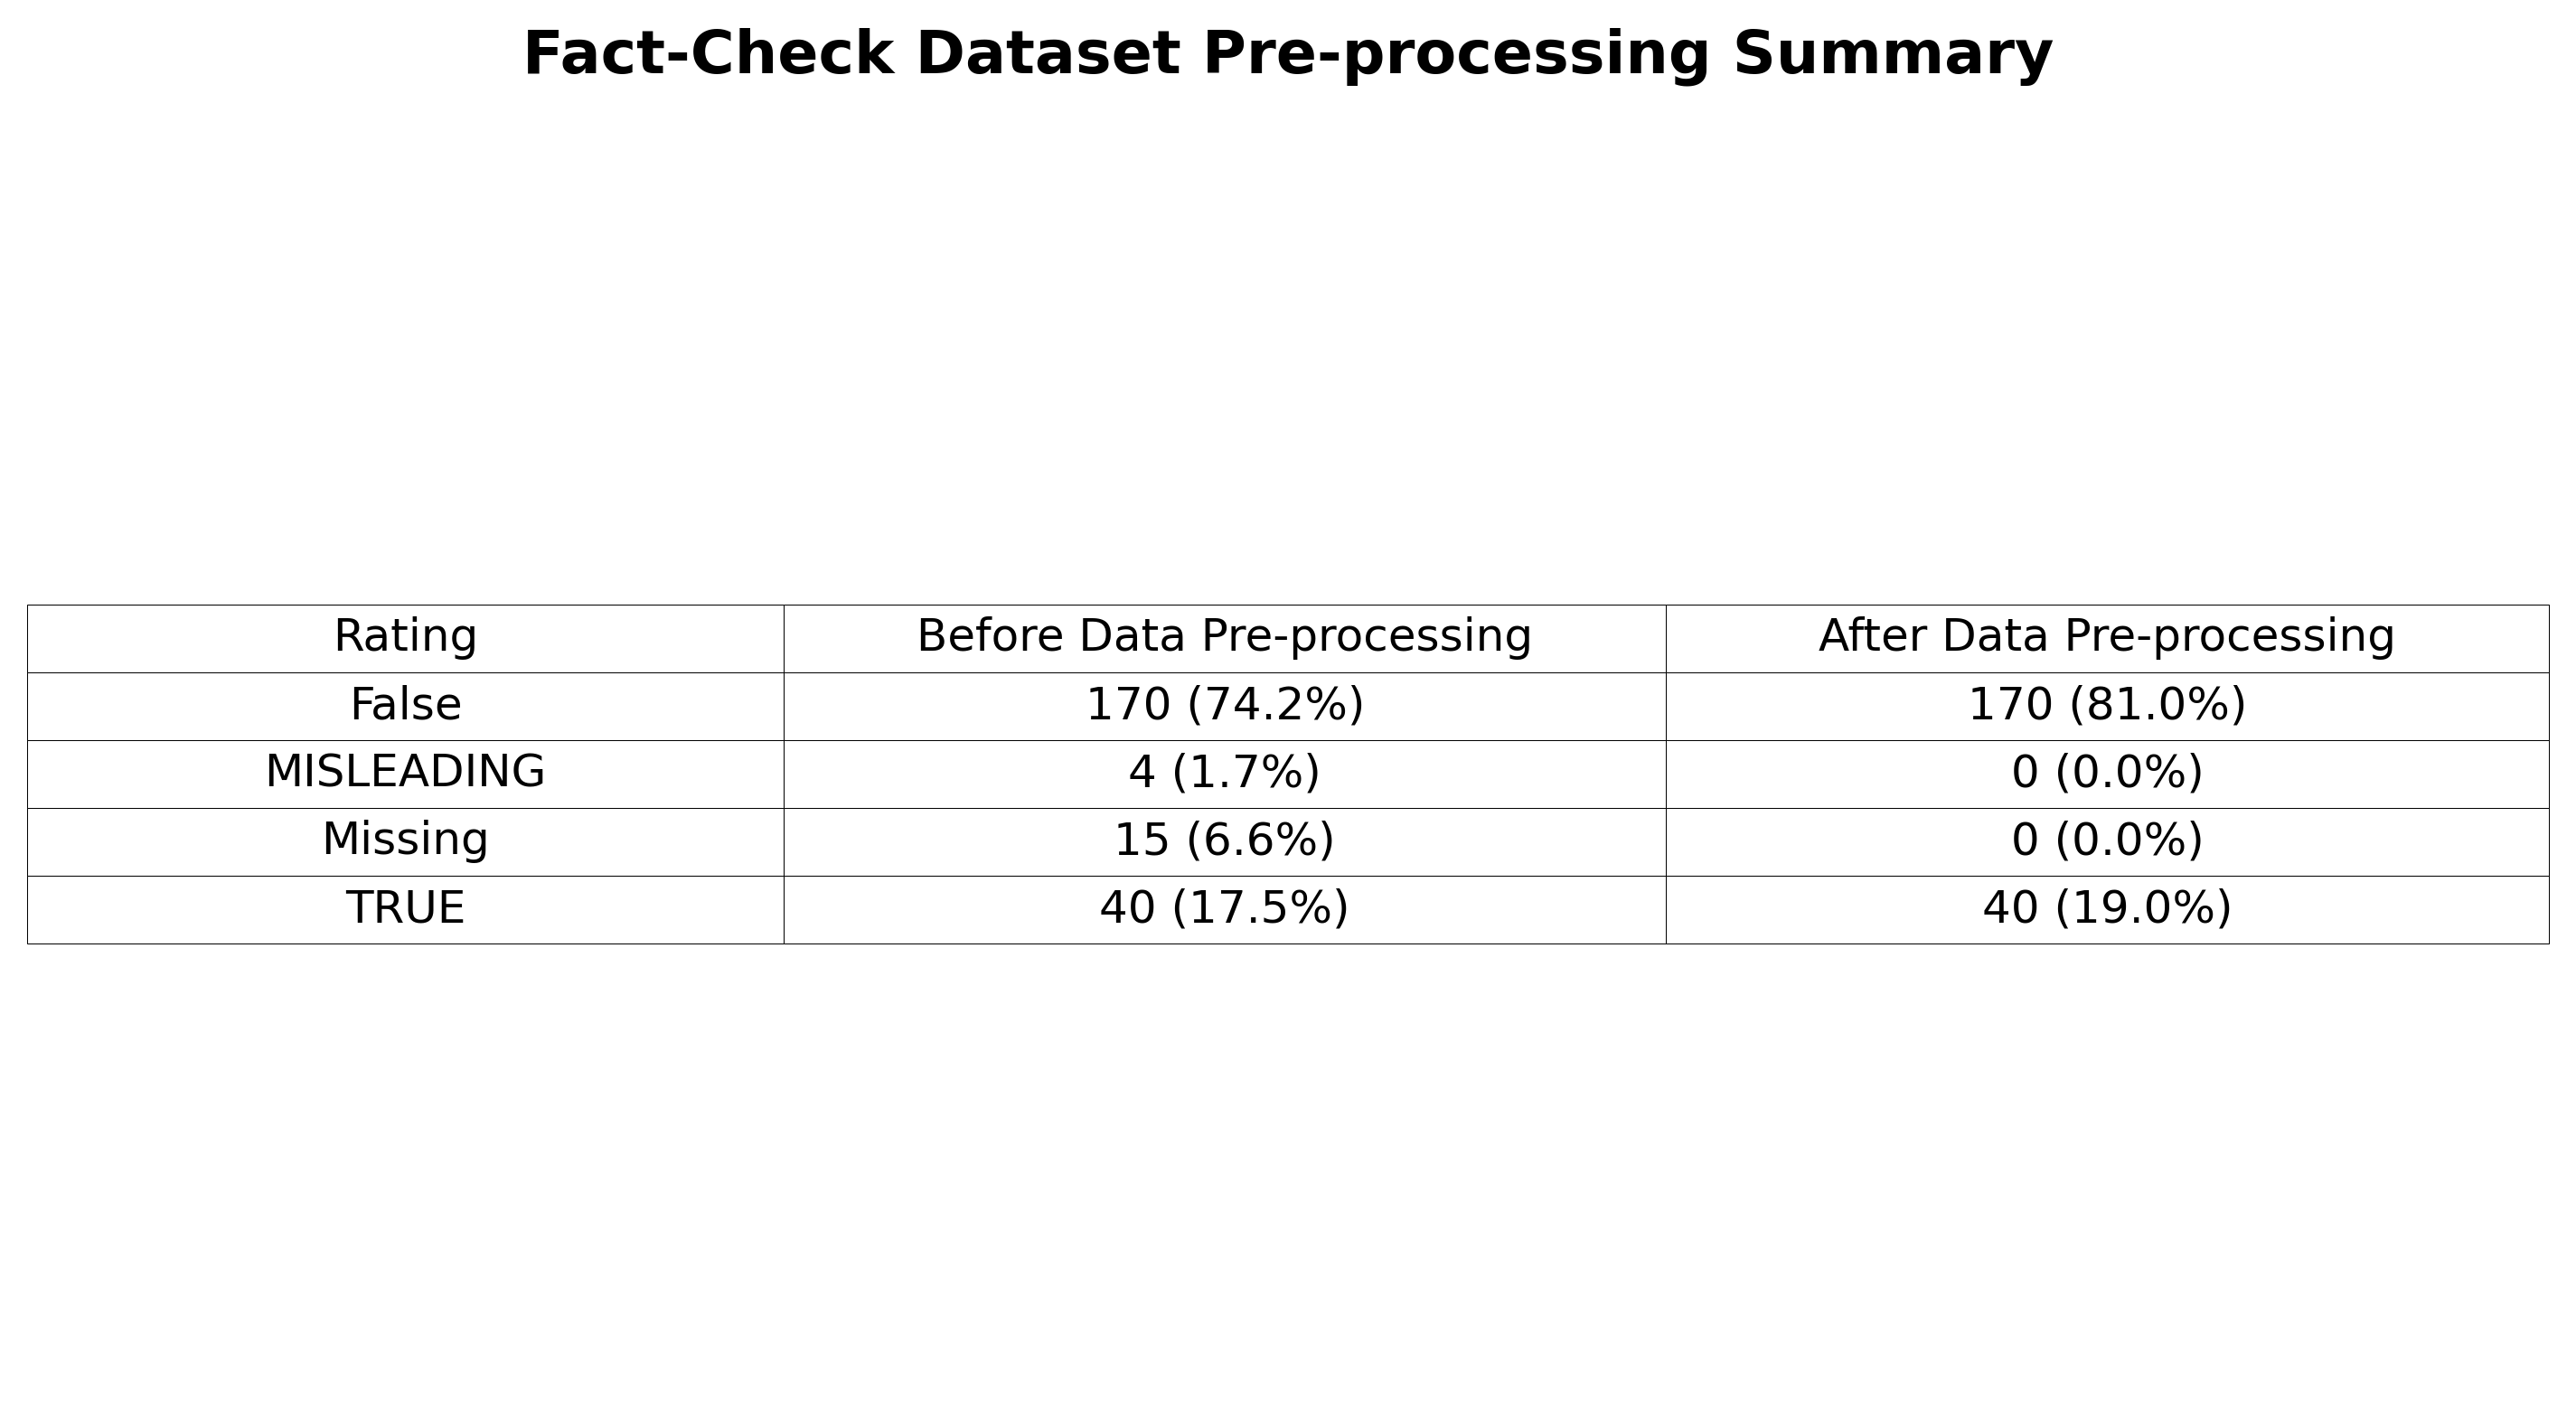 Fact-Check Dataset Pre-processing Summary
Rating Before Data Pre-processing After Data Pre-processing
False 170 (74.2%) 170 (81.0%)
MISLEADING 4 (1.7%) 0 (0.0%)
Missing 15 (6.6%) 0 (0.0%)
TRUE 40 (17.5%) 40 (19.0%)